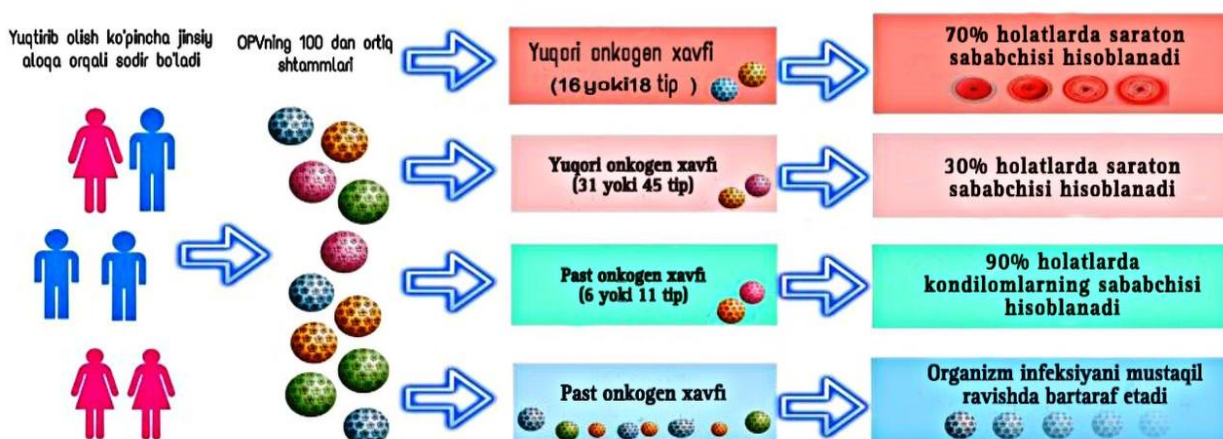 Yuqtirib olish ko'pincha jinsiy
aloqa orqali sodir bo'ladi
OPVning 100 dan ortiq
shtammlari
Yuqori onkogen xavfi
(16 yoki18 tip )
70% holatlarda saraton
sababchisi hisoblanadi
Yuqori onkogen xavfi
(31 yoki 45 tip)
30% holatlarda saraton
sababchisi hisoblanadi
Past onkogen xavfi
(6 yoki 11 tip)
90% holatlarda
kondilomlarning sababchisi
hisoblanadi
Past onkogen xavfi
Organizm infeksiyani mustaqil
ravishda bartaraf etadi